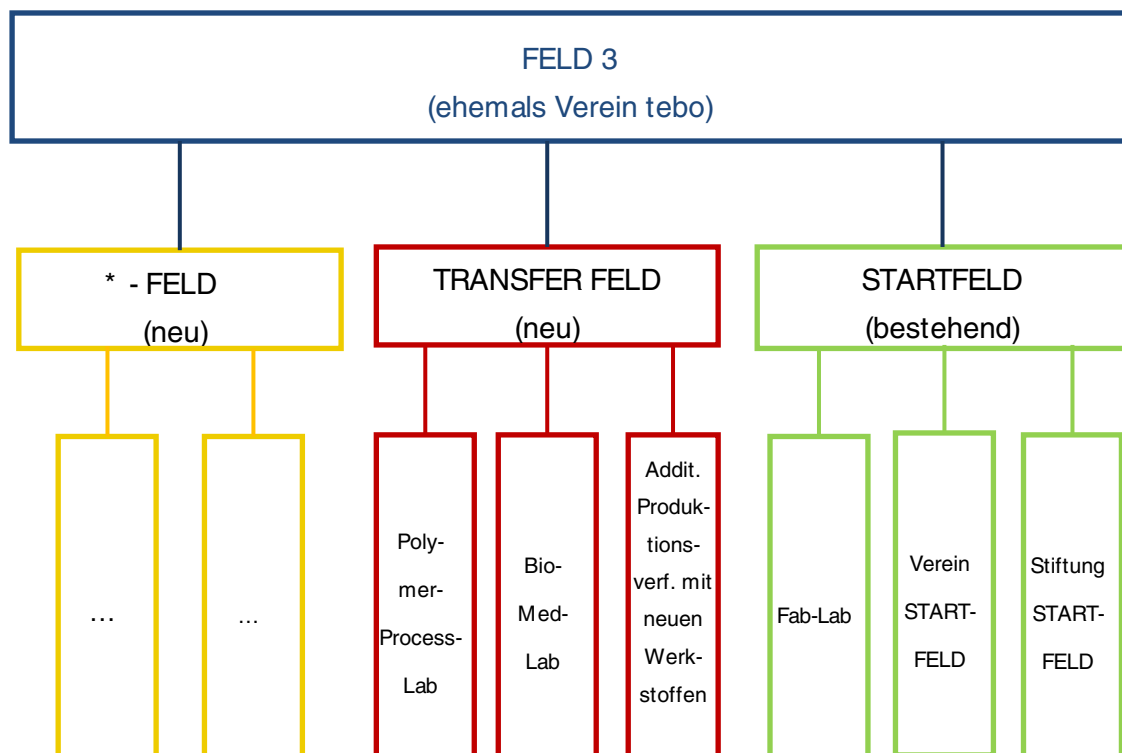 FELD 3
(ehemals Verein tebo)
* - FELD
(neu)
TRANSFER FELD
(neu)
STARTFELD
(bestehend)
...
...
Poly-
mer-
Process-
Lab
Bio-
Med-
Lab
Addit.
Produk-
tions-
verf. mit
neuen
Werk-
stoffen
Fab-Lab
Verein
START-
FELD
Stiftung
START-
FELD